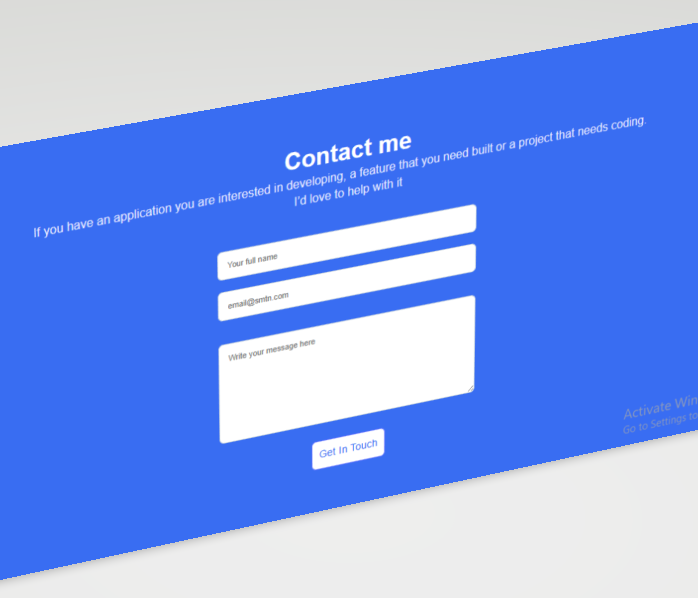 Contact me
If you have an application you are interested in developing, a feature that you need built or a project that needs coding.
I'd love to help with it
Your full name
email@smtn.com
Write your message here
Get In Touch
Activate Win
Go to Settings to